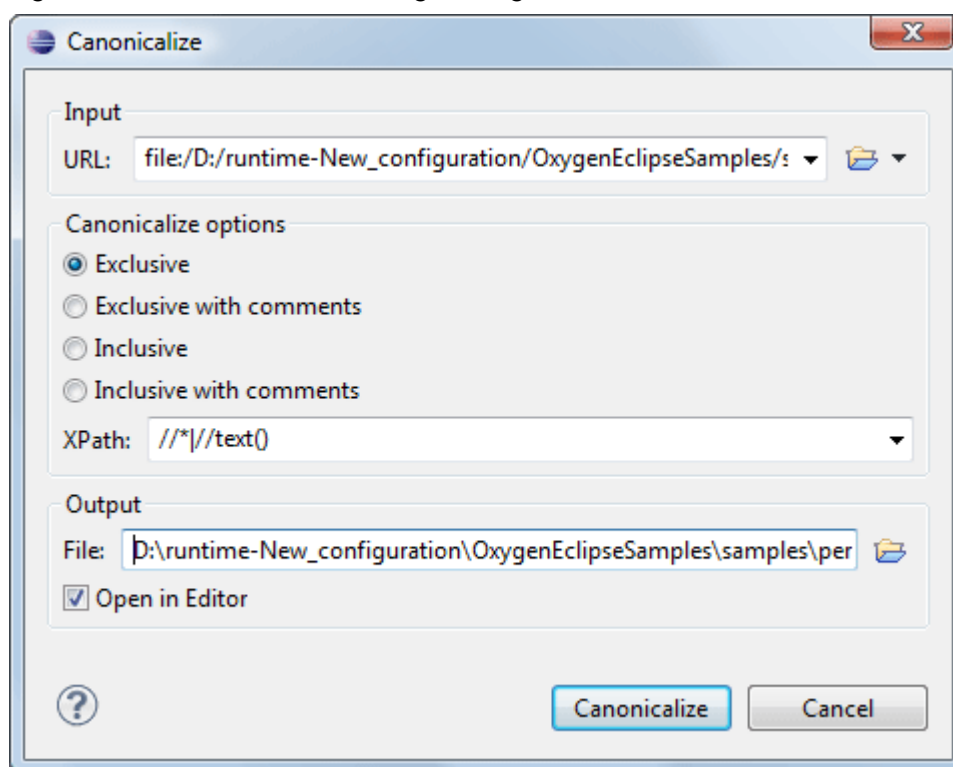 Canonicalize
Input
URL: file:/D:/runtime-New_configuration/OxygenEclipseSamples/s
Canonicalize options
Exclusive
Exclusive with comments
Inclusive
Inclusive with comments
XPath: //*|//text()
Output
File: D:\runtime-New_configuration\OxygenEclipseSamples\samples\per
Open in Editor
? Canonicalize Cancel